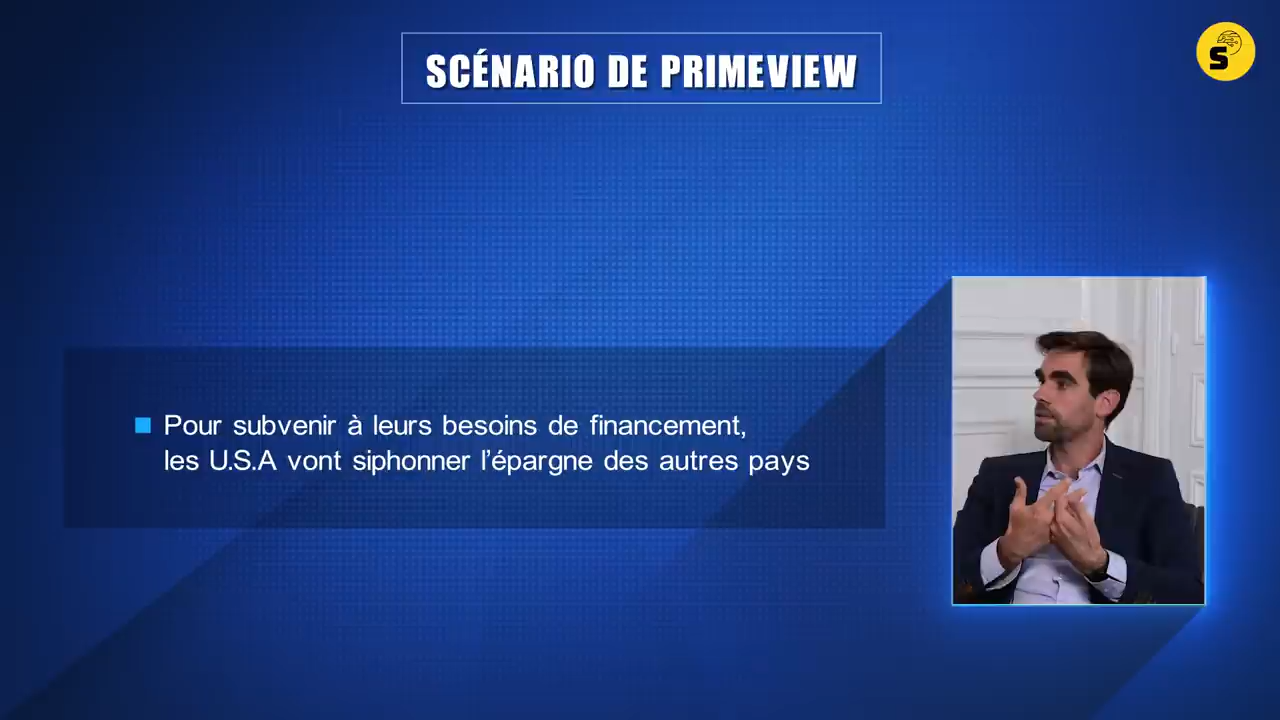 SCÉNARIO DE PRIMEVIEW
S
Pour subvenir à leurs besoins de financement,
les U.S.A vont siphonner l’épargne des autres pays